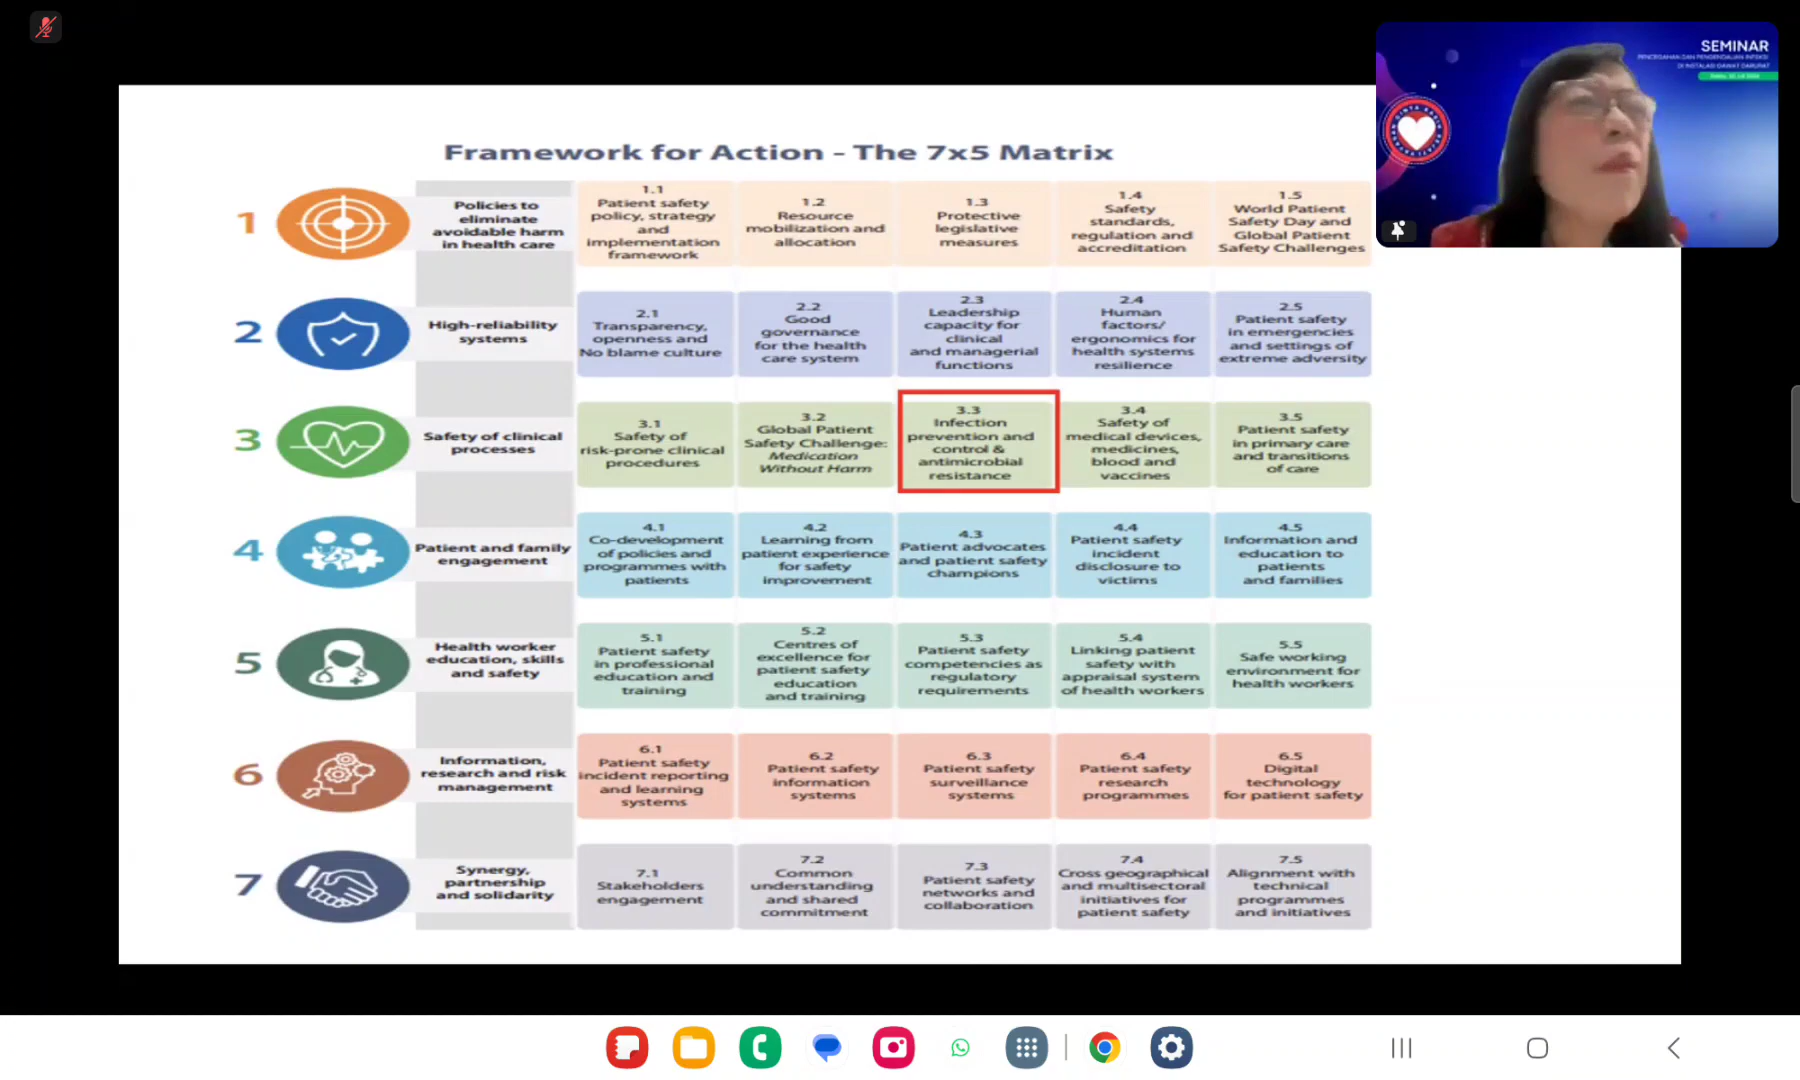 SEMINAR
PENCEGAHAN DAN PENGENDALIAN INFEKSI
DI INSTALASI GAWAT DARURAT
Framework for Action - The 7x5 Matrix
1
Policies to
eliminate
avoidable harm
in health care
1.1
Patient safety
policy, strategy
and
implementation
framework
1.2
Resource
mobilization and
allocation
1.3
Protective
legislative
measures
1.4
Safety
standards,
regulation and
accreditation
1.5
World Patient
Safety Day and
Global Patient
Safety Challenges
2
High-reliability
systems
2.1
Transparency,
openness and
No blame culture
2.2
Good
governance
for the health
care system
2.3
Leadership
capacity for
clinical
and managerial
functions
2.4
Human
factors/
ergonomics for
health systems
resilience
2.5
Patient safety
in emergencies
and settings of
extreme adversity
3
Safety of clinical
processes
3.1
Safety of
risk-prone clinical
procedures
3.2
Global Patient
Safety Challenge:
Medication
Without Harm
3.3
Infection
prevention and
control &
antimicrobial
resistance
3.4
Safety of
medical devices,
medicines,
blood and
vaccines
3.5
Patient safety
in primary care
and transitions
of care
4
Patient and family
engagement
4.1
Co-development
of policies and
programmes with
patients
4.2
Learning from
patient experience
for safety
improvement
4.3
Patient advocates
and patient safety
champions
4.4
Patient safety
incident
disclosure to
victims
4.5
Information and
education to
patients
and families
5
Health worker
education, skills
and safety
5.1
Patient safety
in professional
education and
training
5.2
Centres of
excellence for
patient safety
education
and training
5.3
Patient safety
competencies as
regulatory
requirements
5.4
Linking patient
safety with
appraisal system
of health workers
5.5
Safe working
environment for
health workers
6
Information,
research and risk
management
6.1
Patient safety
incident reporting
and learning
systems
6.2
Patient safety
information
systems
6.3
Patient safety
surveillance
systems
6.4
Patient safety
research
programmes
6.5
Digital
technology
for patient safety
7
Synergy,
partnership
and solidarity
7.1
Stakeholders
engagement
7.2
Common
understanding
and shared
commitment
7.3
Patient safety
networks and
collaboration
7.4
Cross geographical
and multisectoral
initiatives for
patient safety
7.5
Alignment with
technical
programmes
and initiatives